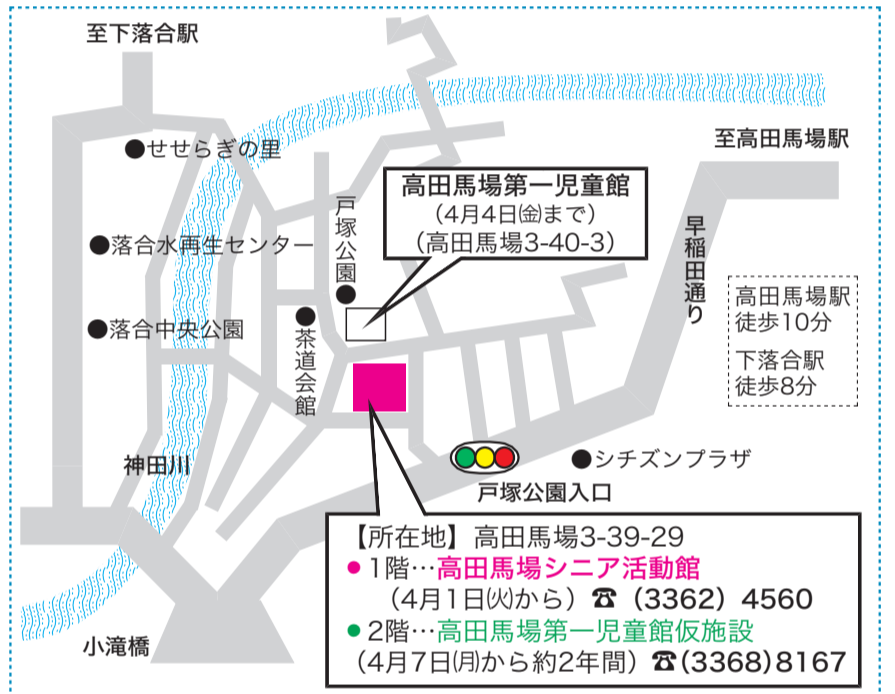 至下落合駅
せせらぎの里
至高田馬場駅
高田馬場第一児童館
(4月4日㈮まで)
(高田馬場3-40-3)
戸塚公園
早稲田通り
落合水再生センター
高田馬場駅
徒歩10分
下落合駅
徒歩8分
落合中央公園
茶道会館
神田川
シチズンプラザ
戸塚公園入口
【所在地】高田馬場3-39-29
●1階…高田馬場シニア活動館
(4月1日㈫から)☎(3362)4560
●2階…高田馬場第一児童館仮施設
(4月7日㈪から約2年間)☎(3368)8167
小滝橋